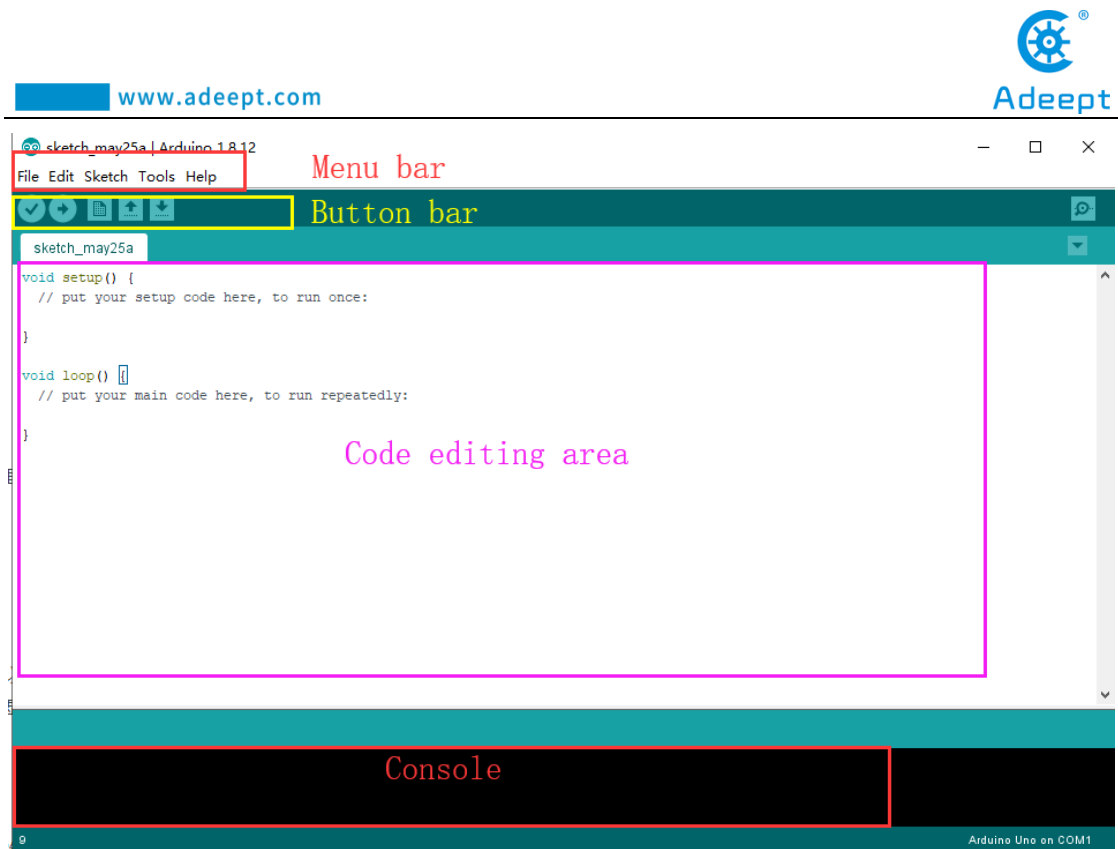 ®
www.adeept.com
Adeept
sketch_may25a | Arduino 1.8.12
File Edit Sketch Tools Help
Menu bar
Button bar
sketch_may25a
void setup() {
// put your setup code here, to run once:
}
void loop() {
// put your main code here, to run repeatedly:
}
Code editing area
Console
9
Arduino Uno on COM1